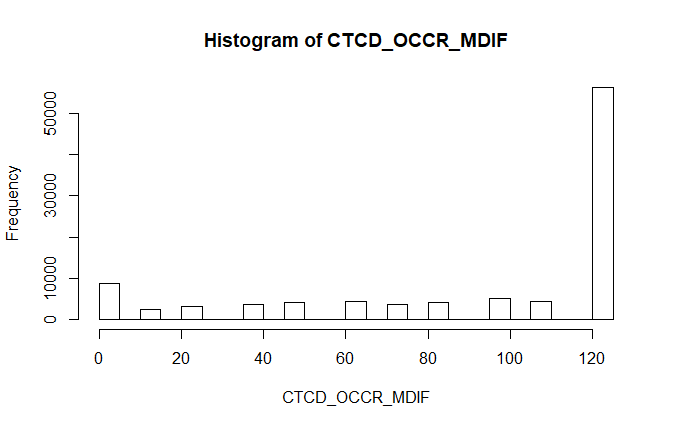 Histogram of CTCD_OCCR_MDIF
Frequency
50000
30000
10000
0
0 20 40 60 80 100 120
CTCD_OCCR_MDIF